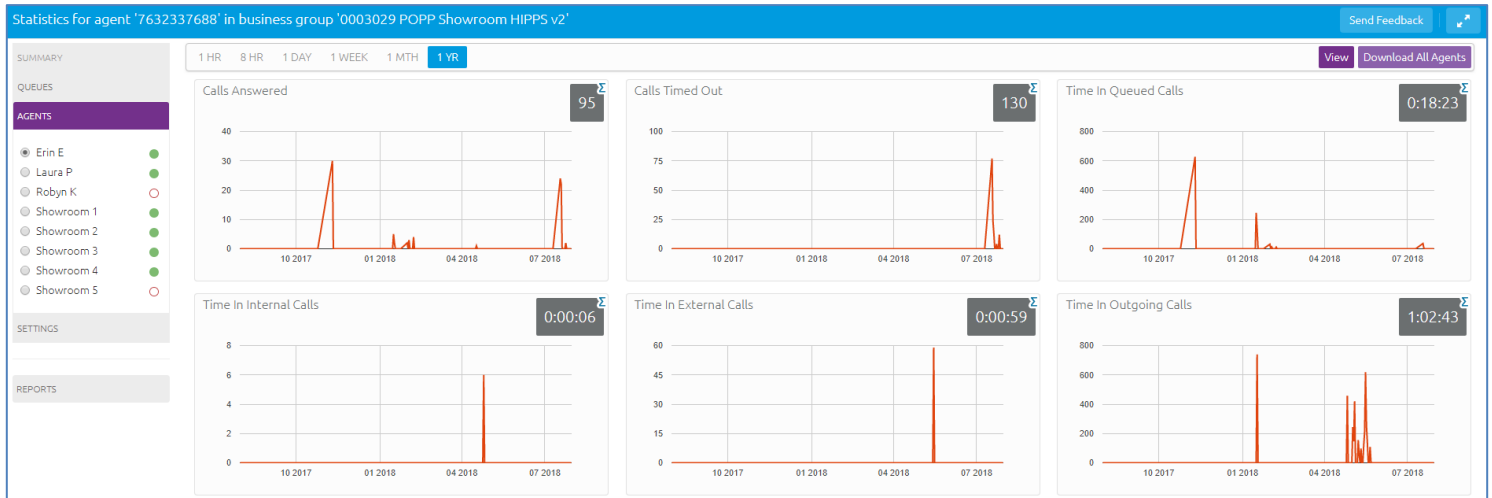 Statistics for agent '7632337688' in business group '0003029 POPP Showroom HIPPS v2'
Send Feedback
SUMMARY
QUEUES
AGENTS
Erin E
Laura P
Robyn K
Showroom 1
Showroom 2
Showroom 3
Showroom 4
Showroom 5
SETTINGS
REPORTS
1 HR 8 HR 1 DAY 1 WEEK 1 MTH 1 YR
View Download All Agents
Calls Answered
Σ
95
40
30
20
10
0
10 2017 01 2018 04 2018 07 2018
Calls Timed Out
Σ
130
100
75
50
25
0
10 2017 01 2018 04 2018 07 2018
Time In Queued Calls
Σ
0:18:23
800
600
400
200
0
10 2017 01 2018 04 2018 07 2018
Time In Internal Calls
Σ
0:00:06
8
6
4
2
0
10 2017 01 2018 04 2018 07 2018
Time In External Calls
Σ
0:00:59
60
45
30
15
0
10 2017 01 2018 04 2018 07 2018
Time In Outgoing Calls
Σ
1:02:43
800
600
400
200
0
10 2017 01 2018 04 2018 07 2018